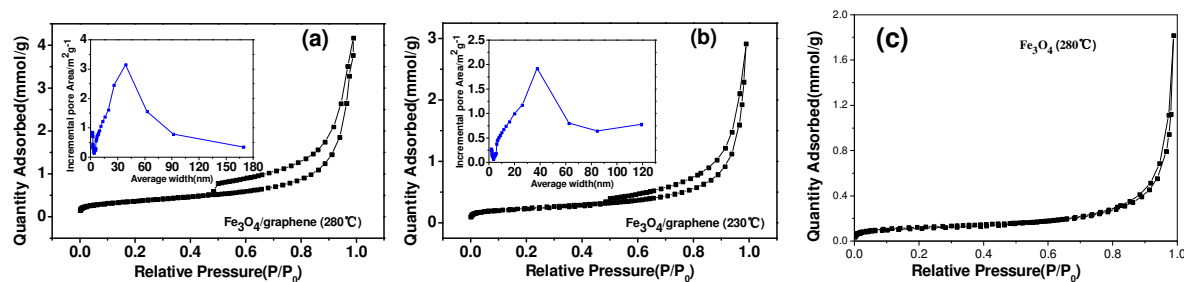 (a)
Quantity Adsorbed(mmol/g)
4
3
2
1
0
Incremental pore Area/m²g⁻¹
4
3
2
1
0
0 30 60 90 120 150 180
Average width(nm)
Fe₃O₄/graphene (280℃)
0.0 0.2 0.4 0.6 0.8 1.0
Relative Pressure(P/P₀)
(b)
Quantity Adsorbed(mmol/g)
3
2
1
0
Incremental pore Area/m²g⁻¹
2.5
2.0
1.5
1.0
0.5
0.0
0 20 40 60 80 100 120
Average width(nm)
Fe₃O₄/graphene (230℃)
0.0 0.2 0.4 0.6 0.8 1.0
Relative Pressure(P/P₀)
(c)
Fe₃O₄ (280℃)
Quantity Adsorbed(mmol/g)
2.0
1.6
1.2
0.8
0.4
0.0
0.0 0.2 0.4 0.6 0.8 1.0
Relative Pressure(P/P₀)